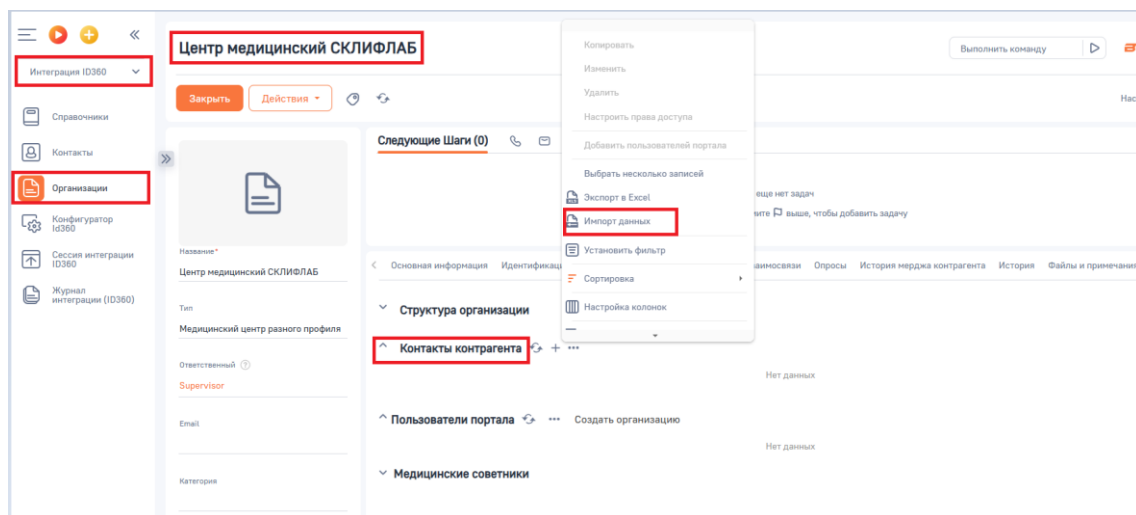 Центр медицинский СКЛИФЛАБ
Выполнить команду
Интеграция ID360
Закрыть
Действия
Справочники
Контакты
Организации
Конфигуратор
Id360
Сессия интеграции
ID360
Журнал
интеграции (ID360)
Название*
Центр медицинский СКЛИФЛАБ
Тип
Медицинский центр разного профиля
Ответственный
Supervisor
Email
Категория
Следующие Шаги (0)
еще нет задач
выше, чтобы добавить задачу
Копировать
Изменить
Удалить
Настроить права доступа
Добавить пользователей портала
Выбрать несколько записей
Экспорт в Excel
Импорт данных
Установить фильтр
Сортировка
Настройка колонок
Основная информация Опросы История мерджа контрагента История Файлы и примечания
Структура организации
Контакты контрагента
Нет данных
Пользователи портала Создать организацию
Нет данных
Медицинские советники